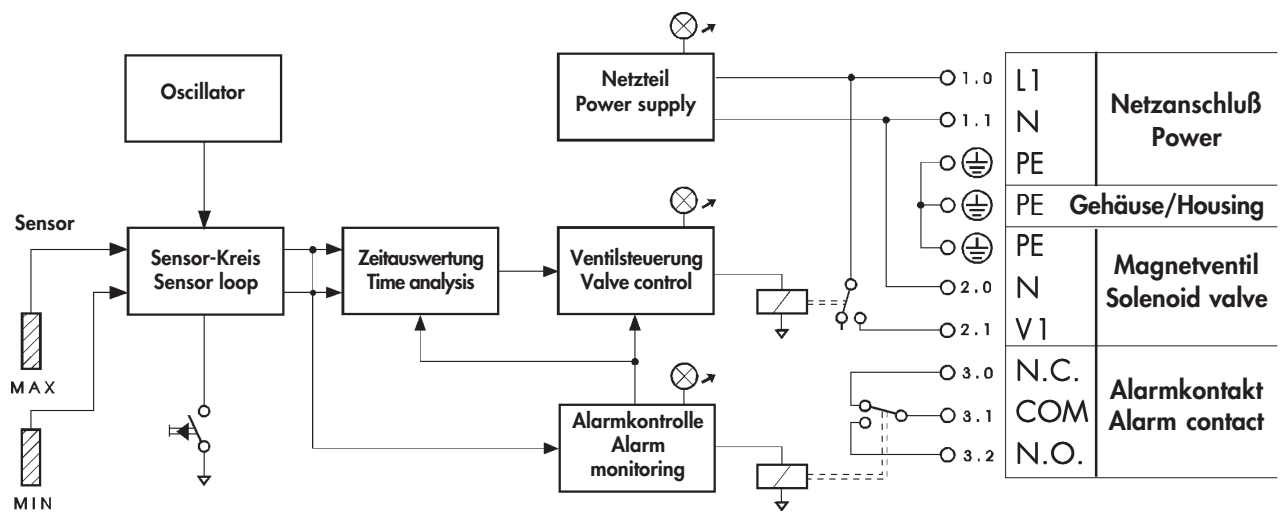 Oscillator
Netzteil
Power supply
Sensor
MAX
MIN
Sensor-Kreis
Sensor loop
Zeitauswertung
Time analysis
Ventilsteuerung
Valve control
Alarmkontrolle
Alarm
monitoring
1.0 L1
1.1 N
PE
Netzanschluß
Power
PE Gehäuse/Housing
PE
2.0 N
2.1 V1
Magnetventil
Solenoid valve
3.0 N.C.
3.1 COM
3.2 N.O.
Alarmkontakt
Alarm contact